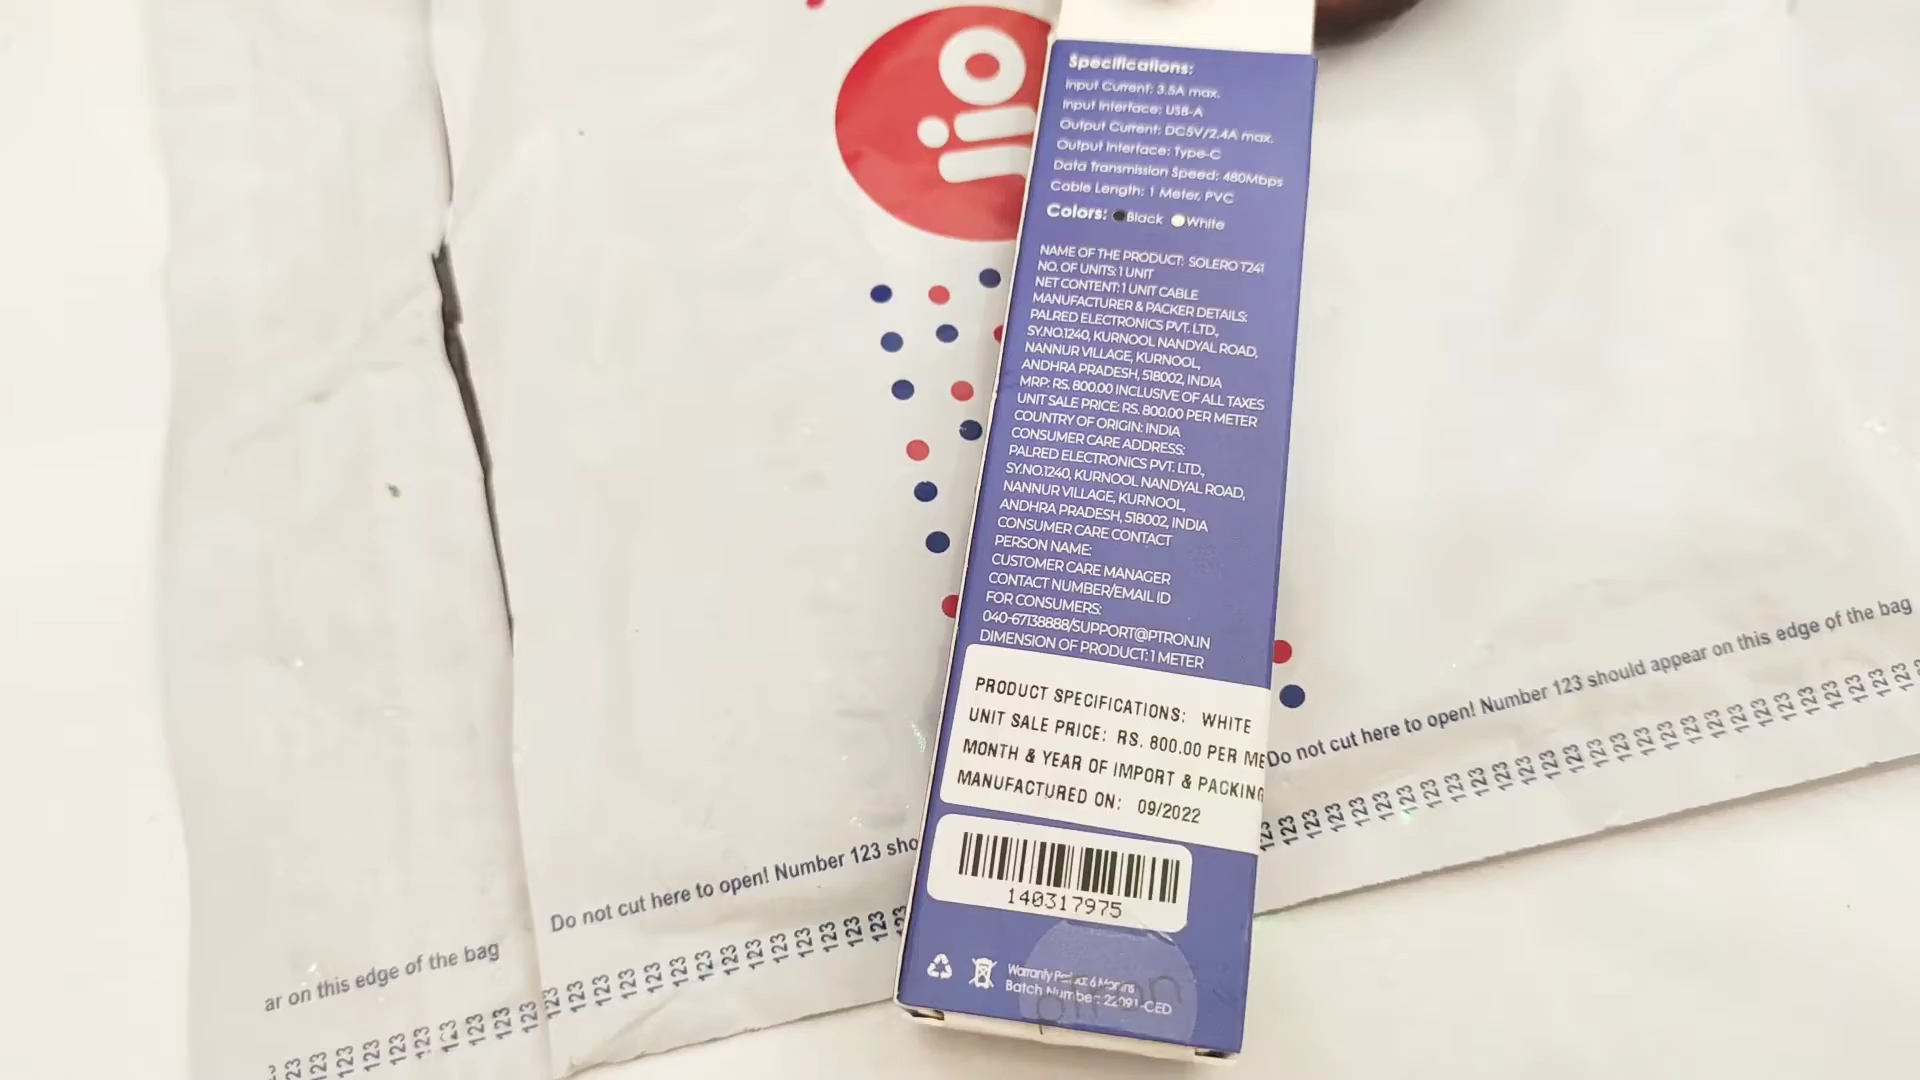 Jio
Specifications:
Input Current: 3.5A max.
Input Interface: USB-A
Output Current: DC5V/2.4A max.
Output Interface: Type-C
Data Transmission Speed: 480Mbps
Cable Length: 1 Meter, PVC
Colors: Black White
NAME OF THE PRODUCT: SOLERO T241
NO. OF UNITS: 1 UNIT
NET CONTENT: 1 UNIT CABLE
MANUFACTURER & PACKER DETAILS:
PALRED ELECTRONICS PVT. LTD.,
SY.NO.1240, KURNOOL NANDYAL ROAD,
NANNUR VILLAGE, KURNOOL,
ANDHRA PRADESH, 518002, INDIA
MRP: RS. 800.00 INCLUSIVE OF ALL TAXES
UNIT SALE PRICE: RS. 800.00 PER METER
COUNTRY OF ORIGIN: INDIA
CONSUMER CARE ADDRESS:
PALRED ELECTRONICS PVT. LTD.,
SY.NO.1240, KURNOOL NANDYAL ROAD,
NANNUR VILLAGE, KURNOOL,
ANDHRA PRADESH, 518002, INDIA
CONSUMER CARE CONTACT
PERSON NAME:
CUSTOMER CARE MANAGER
CONTACT NUMBER/EMAIL ID
FOR CONSUMERS:
040-67138888/SUPPORT@PTRON.IN
DIMENSION OF PRODUCT: 1 METER
PRODUCT SPECIFICATIONS: WHITE
UNIT SALE PRICE: RS. 800.00 PER ME
MONTH & YEAR OF IMPORT & PACKING
MANUFACTURED ON: 09/2022
140317975
Warranty Period: 6 Months
Batch Number: 22091-CED
pTron
Do not cut here to open! Number 123 should appear on this edge of the bag
123 123 123 123 123 123 123 123 123 123 123 123 123 123 123 123 123 123 123 123 123 123 123 123 123 123 123
Do not cut here to open! Number 123 sho
123 123 123 123 123 123 123 123 123 123 123 123 123 123 123
ar on this edge of the bag
123 123 123 123 123 123 123 123 123 123